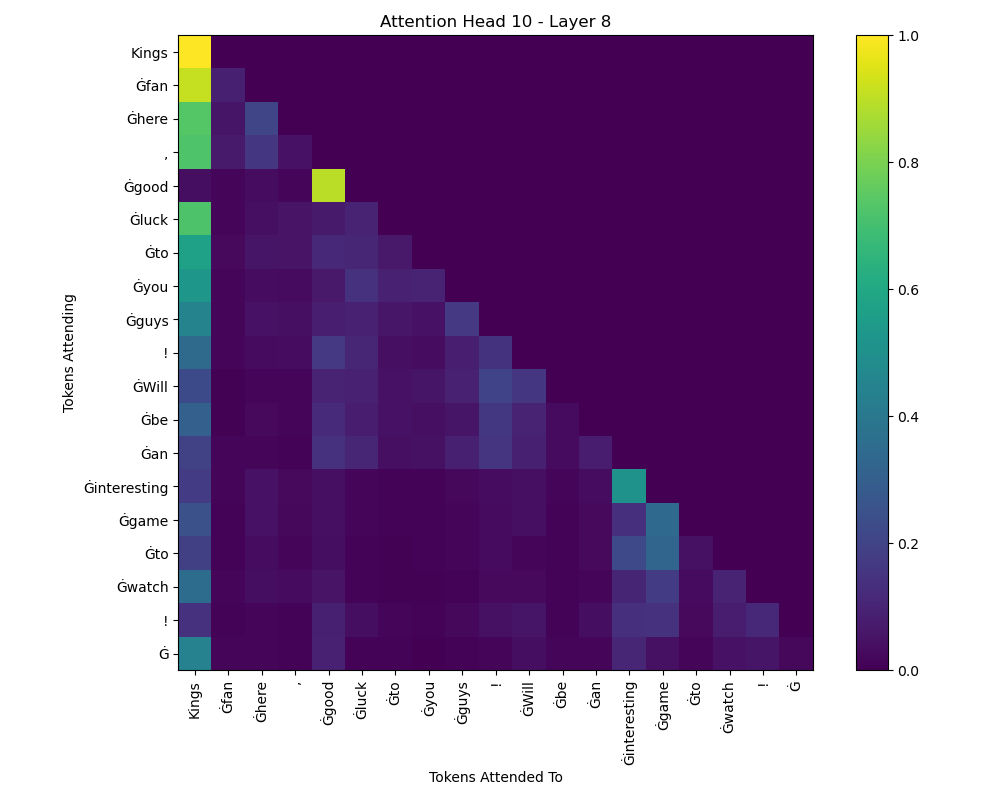 Attention Head 10 - Layer 8
Tokens Attending
Kings
Ġfan
Ġhere
,
Ġgood
Ġluck
Ġto
Ġyou
Ġguys
!
ĠWill
Ġbe
Ġan
Ġinteresting
Ġgame
Ġto
Ġwatch
!
Ġ
Kings
Ġfan
Ġhere
,
Ġgood
Ġluck
Ġto
Ġyou
Ġguys
!
ĠWill
Ġbe
Ġan
Ġinteresting
Ġgame
Ġto
Ġwatch
!
Ġ
Tokens Attended To
1.0
0.8
0.6
0.4
0.2
0.0